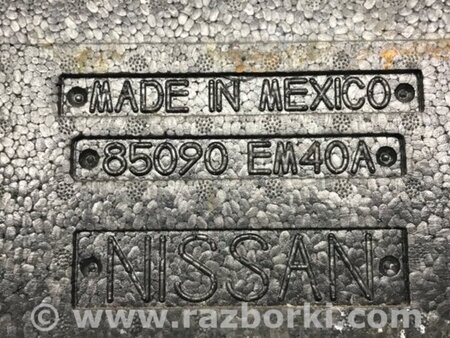 MADE IN MEXICO
85090 EM40A
NISSAN
© www.razborki.com